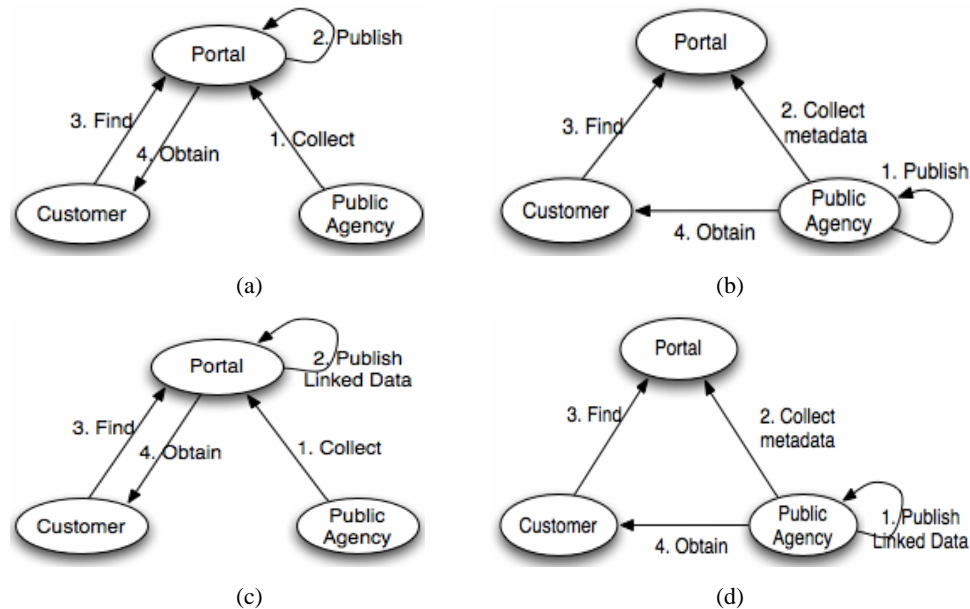 Portal
2. Publish
3. Find
4. Obtain
1. Collect
Customer
Public
Agency
(a)
Portal
2. Collect
metadata
3. Find
1. Publish
Customer
Public
Agency
4. Obtain
(b)
Portal
2. Publish
Linked Data
3. Find
4. Obtain
1. Collect
Customer
Public
Agency
(c)
Portal
3. Find
2. Collect
metadata
Customer
Public
Agency
1. Publish
Linked Data
4. Obtain
(d)